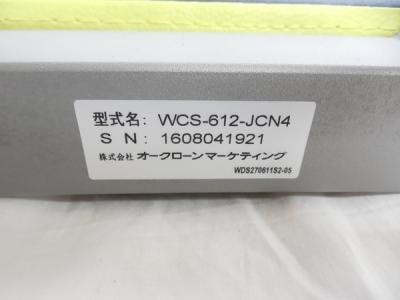 型式名: WCS-612-JCN4
S N: 1608041921
株式会社 オークローンマーケティング
WDS270611S2-05